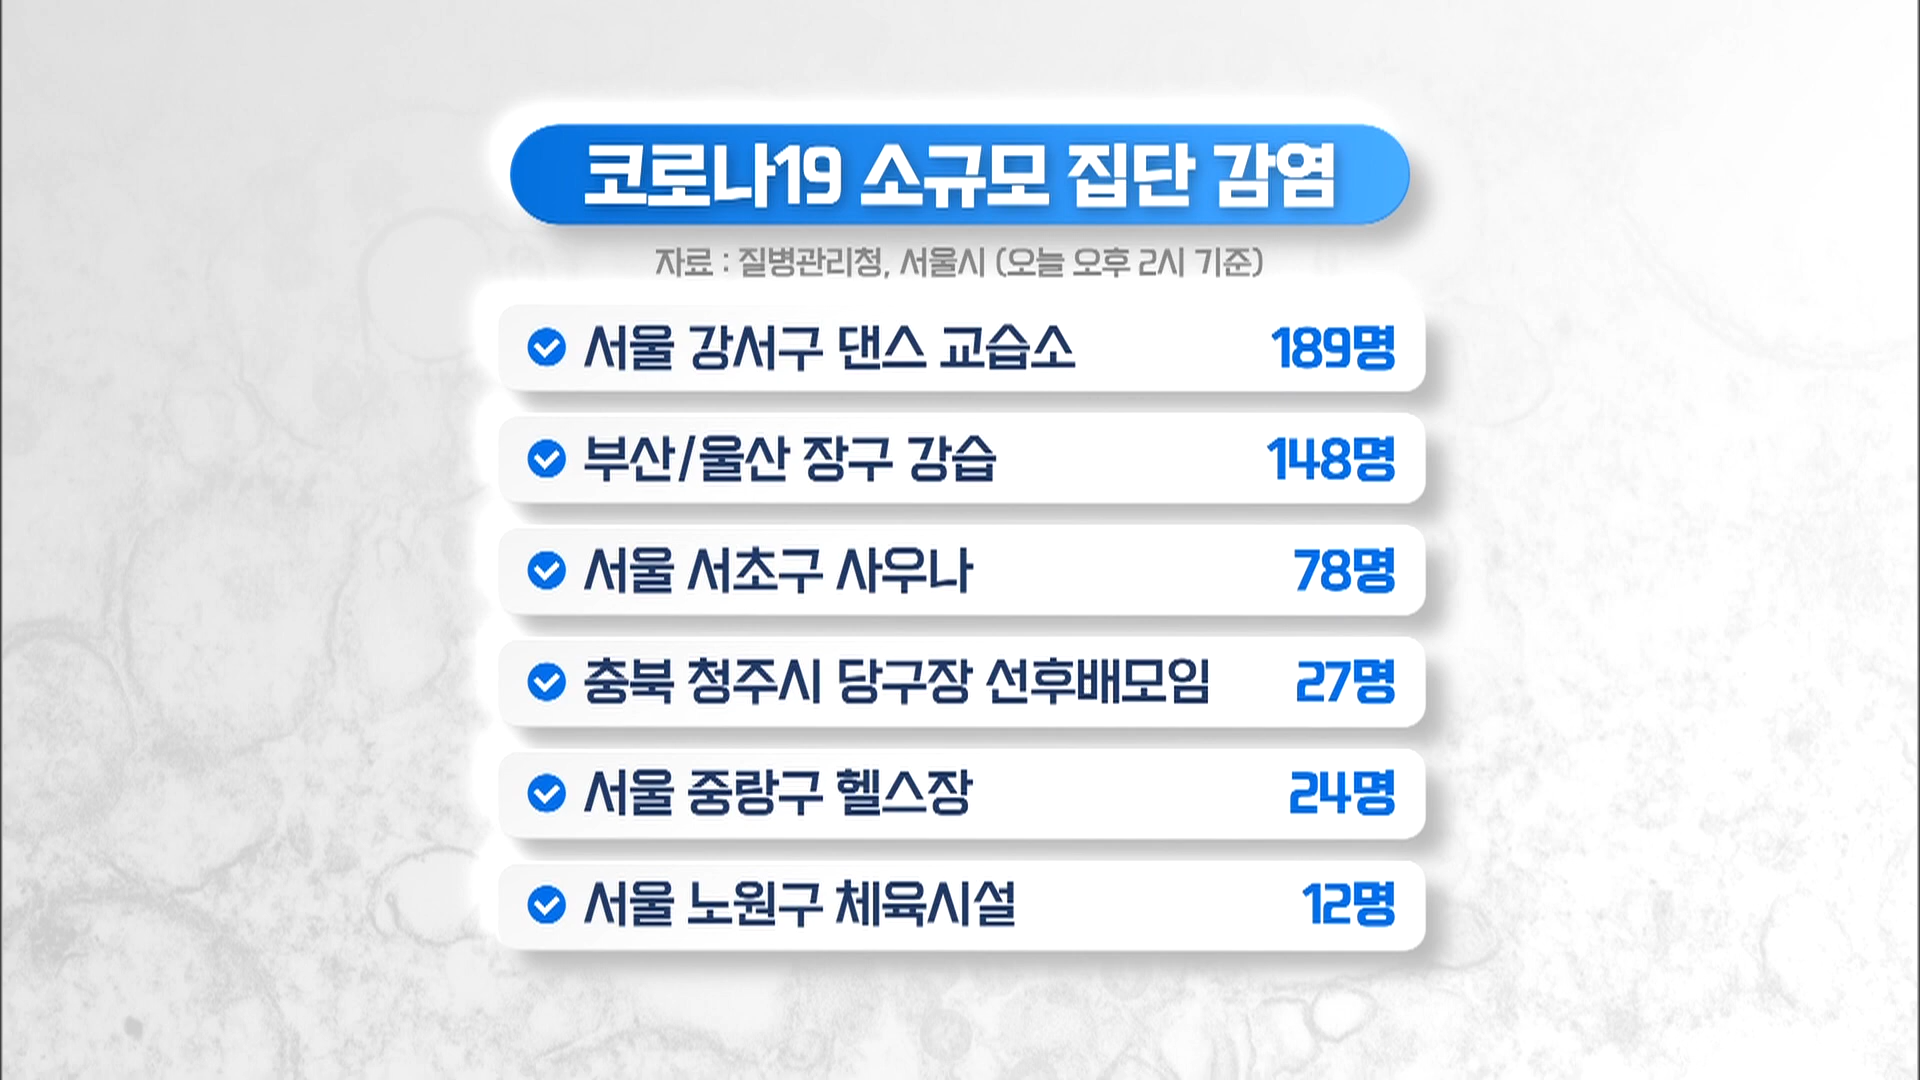 코로나19 소규모 집단 감염
자료 : 질병관리청, 서울시 (오늘 오후 2시 기준)
서울 강서구 댄스 교습소 189명
부산/울산 장구 강습 148명
서울 서초구 사우나 78명
충북 청주시 당구장 선후배모임 27명
서울 중랑구 헬스장 24명
서울 노원구 체육시설 12명